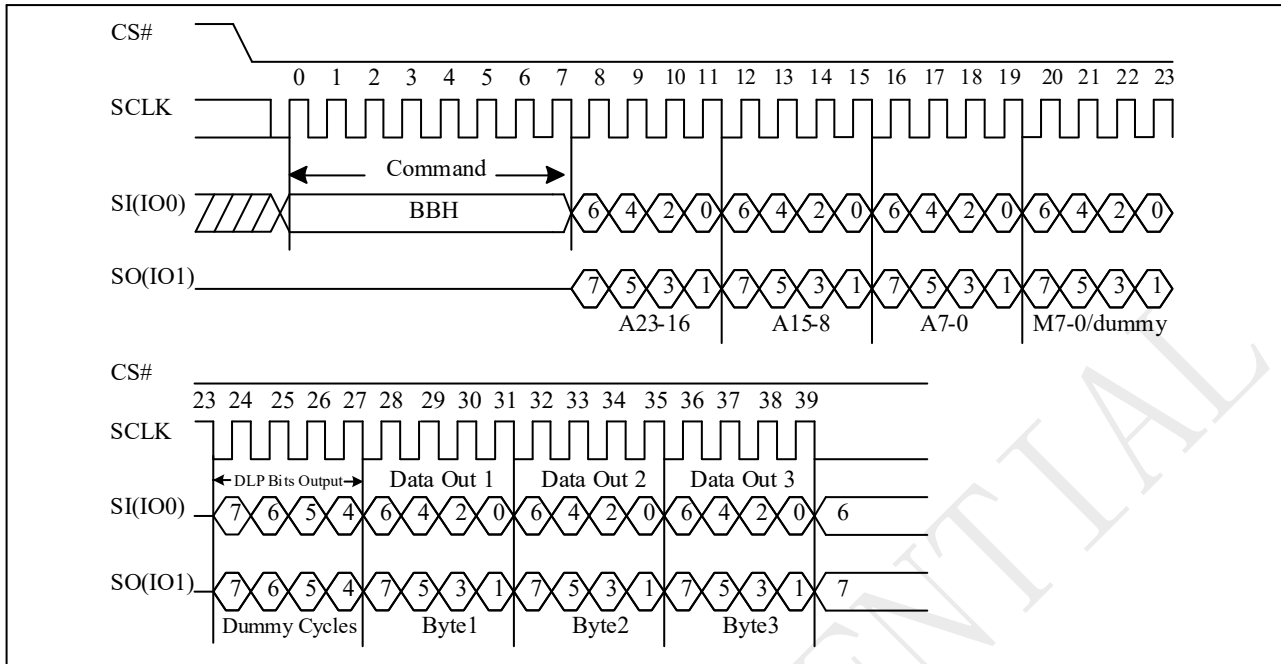 CS#
0 1 2 3 4 5 6 7 8 9 10 11 12 13 14 15 16 17 18 19 20 21 22 23
SCLK
Command
SI(IO0) BBH 6 4 2 0 6 4 2 0 6 4 2 0 6 4 2 0
SO(IO1) 7 5 3 1 7 5 3 1 7 5 3 1 7 5 3 1
A23-16 A15-8 A7-0 M7-0/dummy
CS#
23 24 25 26 27 28 29 30 31 32 33 34 35 36 37 38 39
SCLK
DLP Bits Output Data Out 1 Data Out 2 Data Out 3
SI(IO0) 7 6 5 4 6 4 2 0 6 4 2 0 6 4 2 0 6
SO(IO1) 7 6 5 4 7 5 3 1 7 5 3 1 7 5 3 1 7
Dummy Cycles Byte1 Byte2 Byte3
ENTIAL